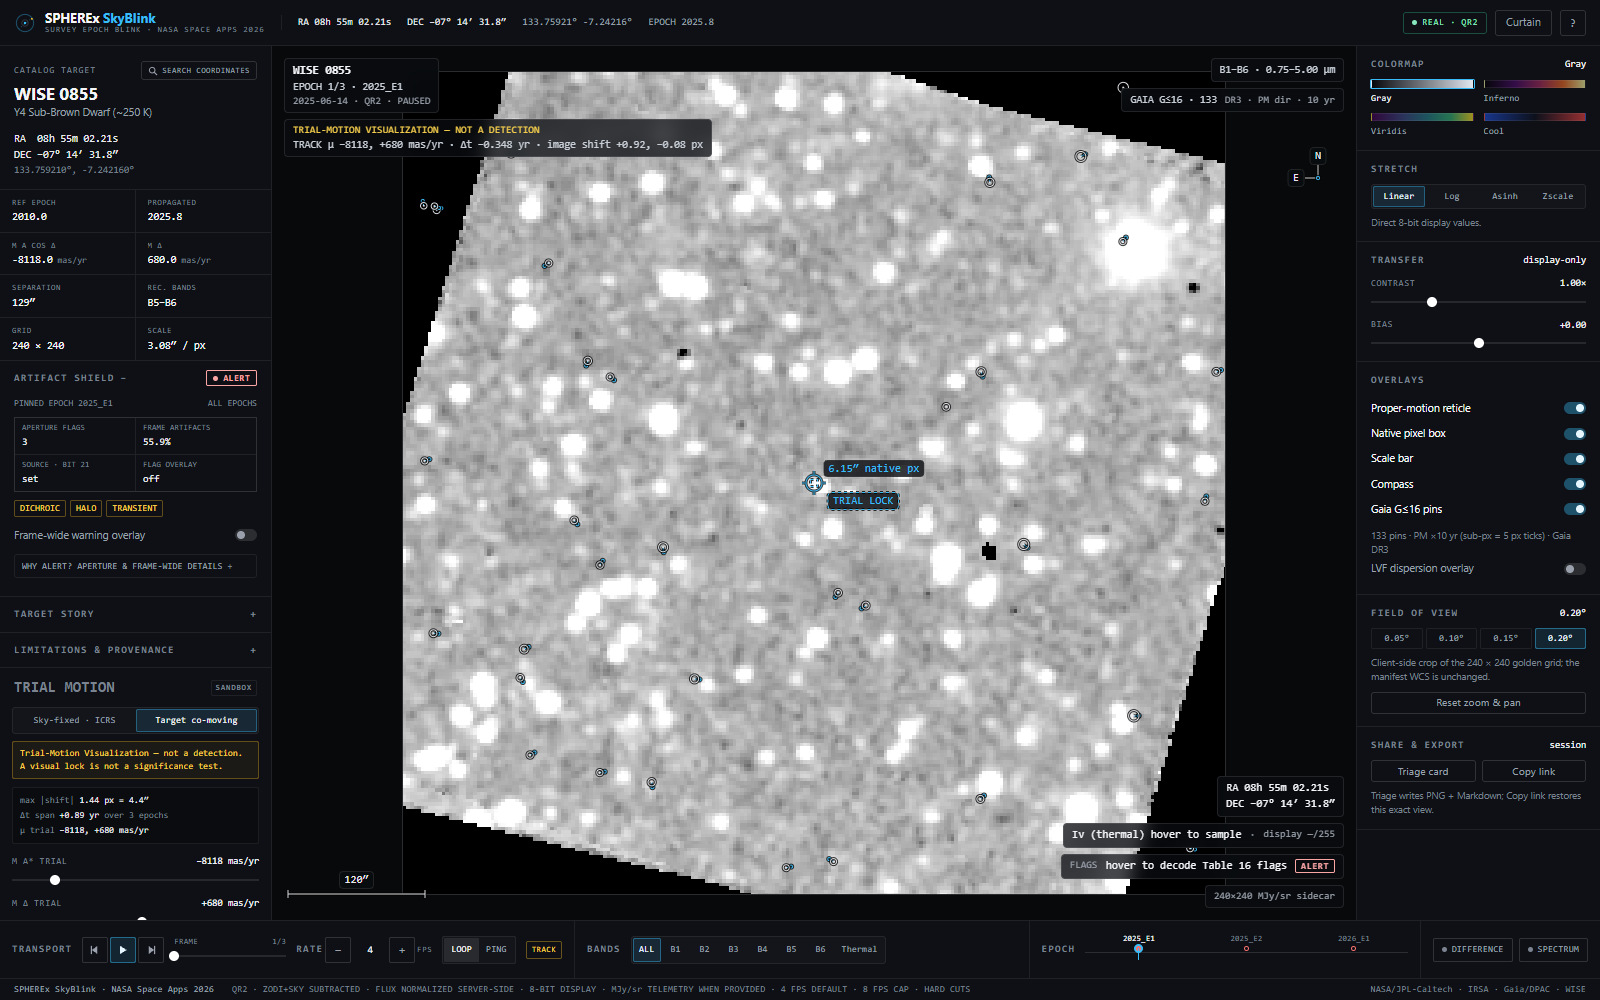 SPHEREx SkyBlink
SURVEY EPOCH BLINK · NASA SPACE APPS 2026
RA 08h 55m 02.21s DEC −07° 14′ 31.8″ 133.75921° -7.24216° EPOCH 2025.8
REAL · QR2
Curtain
?
CATALOG TARGET
SEARCH COORDINATES
WISE 0855
Y4 Sub-Brown Dwarf (~250 K)
RA 08h 55m 02.21s
DEC −07° 14′ 31.8″
133.759210°, -7.242160°
REF EPOCH
2010.0
PROPAGATED
2025.8
Μ Α COS Δ
-8118.0 mas/yr
Μ Δ
680.0 mas/yr
SEPARATION
129″
REC. BANDS
B5–B6
GRID
240 × 240
SCALE
3.08″ / px
ARTIFACT SHIELD −
ALERT
PINNED EPOCH 2025_E1
ALL EPOCHS
APERTURE FLAGS
3
FRAME ARTIFACTS
55.9%
SOURCE · BIT 21
set
FLAG OVERLAY
off
DICHROIC
HALO
TRANSIENT
Frame-wide warning overlay
WHY ALERT? APERTURE & FRAME-WIDE DETAILS +
TARGET STORY +
LIMITATIONS & PROVENANCE +
TRIAL MOTION
SANDBOX
Sky-fixed · ICRS
Target co-moving
Trial-Motion Visualization — not a detection.
A visual lock is not a significance test.
max |shift| 1.44 px = 4.4″
Δt span +0.89 yr over 3 epochs
μ trial −8118, +680 mas/yr
Μ Α* TRIAL −8118 mas/yr
Μ Δ TRIAL +680 mas/yr
WISE 0855
EPOCH 1/3 · 2025_E1
2025-06-14 · QR2 · PAUSED
TRIAL-MOTION VISUALIZATION — NOT A DETECTION
TRACK μ −8118, +680 mas/yr · Δt −0.348 yr · image shift +0.92, −0.08 px
B1–B6 · 0.75–5.00 μm
GAIA G≤16 · 133 DR3 · PM dir · 10 yr
N
E
6.15″ native px
TRIAL LOCK
120″
RA 08h 55m 02.21s
DEC −07° 14′ 31.8″
Iν (thermal) hover to sample · display —/255
FLAGS hover to decode Table 16 flags ALERT
240×240 MJy/sr sidecar
COLORMAP Gray
Gray
Inferno
Viridis
Cool
STRETCH
Linear
Log
Asinh
Zscale
Direct 8-bit display values.
TRANSFER display-only
CONTRAST 1.00×
BIAS +0.00
OVERLAYS
Proper-motion reticle
Native pixel box
Scale bar
Compass
Gaia G≤16 pins
133 pins · PM ×10 yr (sub-px = 5 px ticks) · Gaia
DR3
LVF dispersion overlay
FIELD OF VIEW 0.20°
0.05°
0.10°
0.15°
0.20°
Client-side crop of the 240 × 240 golden grid; the
manifest WCS is unchanged.
Reset zoom & pan
SHARE & EXPORT session
Triage card
Copy link
Triage writes PNG + Markdown; Copy link restores
this exact view.
TRANSPORT
FRAME 1/3
RATE − 4 + FPS
LOOP
PING
TRACK
BANDS
ALL
B1
B2
B3
B4
B5
B6
Thermal
EPOCH
2025_E1
2025_E2
2026_E1
DIFFERENCE
SPECTRUM
SPHEREx SkyBlink · NASA Space Apps 2026
QR2 · ZODI+SKY SUBTRACTED · FLUX NORMALIZED SERVER-SIDE · 8-BIT DISPLAY · MJy/sr TELEMETRY WHEN PROVIDED · 4 FPS DEFAULT · 8 FPS CAP · HARD CUTS
NASA/JPL-Caltech · IRSA · Gaia/DPAC · WISE